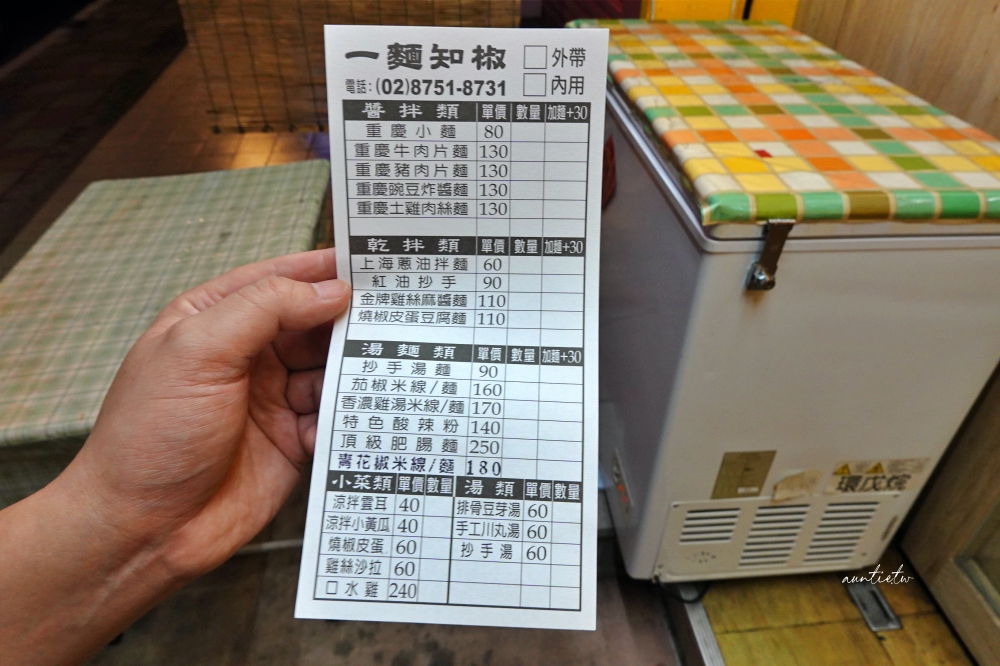 一麵知椒 □外帶
電話:(02)8751-8731 □內用
醬拌類 單價 數量 加麵+30
重慶小麵 80
重慶牛肉片麵 130
重慶豬肉片麵 130
重慶豌豆炸醬麵 130
重慶土雞肉絲麵 130
乾拌類 單價 數量 加麵+30
上海蔥油拌麵 60
紅油抄手 90
金牌雞絲麻醬麵 110
燒椒皮蛋豆腐麵 110
湯麵類 單價 數量 加麵+30
抄手湯麵 90
茄椒米線/麵 160
香濃雞湯米線/麵 170
特色酸辣粉 140
頂級肥腸麵 250
青花椒米線/麵 180
小菜類 單價 數量 湯類 單價 數量
涼拌雲耳 40 排骨豆芽湯 60
涼拌小黃瓜 40 手工川丸湯 60
燒椒皮蛋 60 抄手湯 60
雞絲沙拉 60
口水雞 240
環戊烷
auntietw